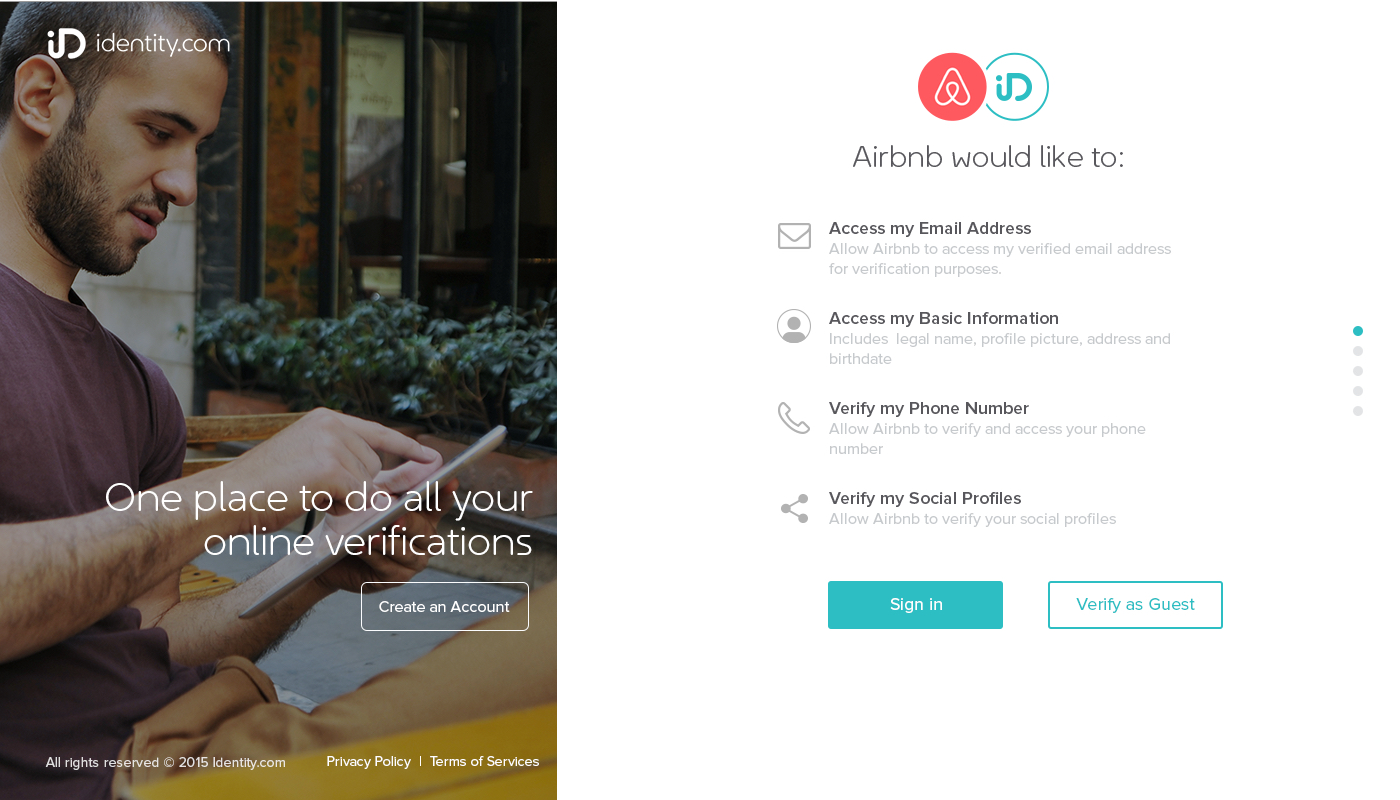 identity.com
One place to do all your
online verifications
Create an Account
All rights reserved © 2015 Identity.com
Privacy Policy | Terms of Services
Airbnb would like to:
Access my Email Address
Allow Airbnb to access my verified email address
for verification purposes.
Access my Basic Information
Includes  legal name, profile picture, address and
birthdate
Verify my Phone Number
Allow Airbnb to verify and access your phone
number
Verify my Social Profiles
Allow Airbnb to verify your social profiles
Sign in
Verify as Guest